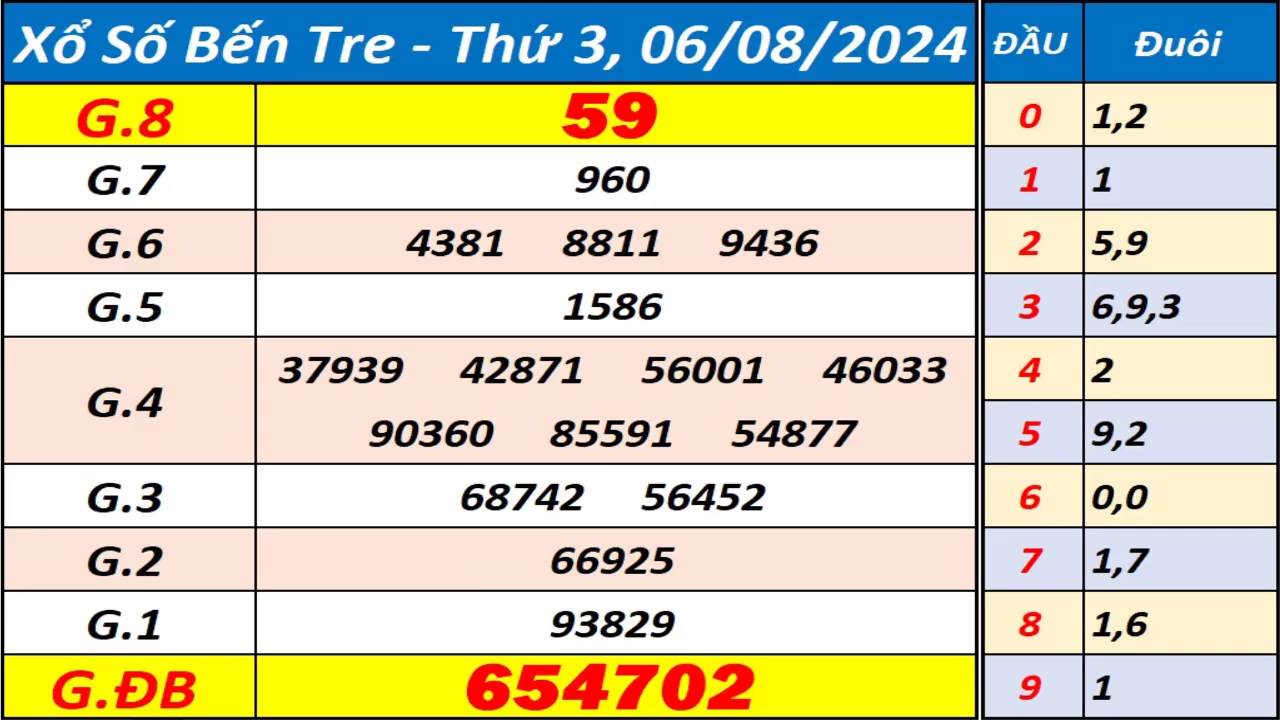 Xổ Số Bến Tre - Thứ 3, 06/08/2024
G.8 59
G.7 960
G.6 4381 8811 9436
G.5 1586
G.4 37939 42871 56001 46033
90360 85591 54877
G.3 68742 56452
G.2 66925
G.1 93829
G.ĐB 654702
ĐẦU Đuôi
0 1,2
1 1
2 5,9
3 6,9,3
4 2
5 9,2
6 0,0
7 1,7
8 1,6
9 1